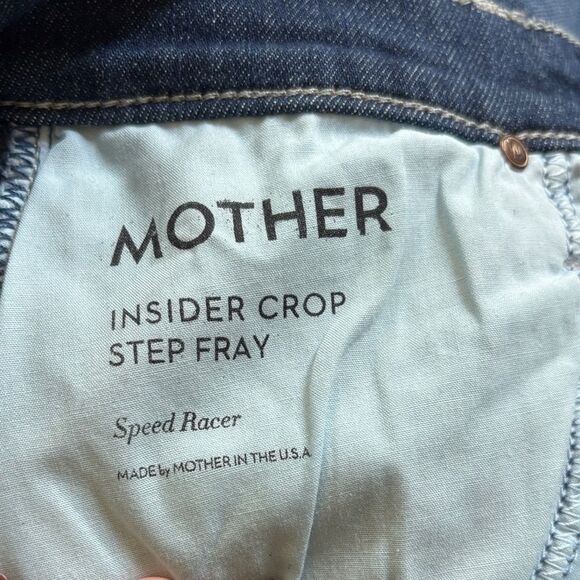 MOTHER
INSIDER CROP
STEP FRAY
Speed Racer
MADE by MOTHER IN THE U.S.A